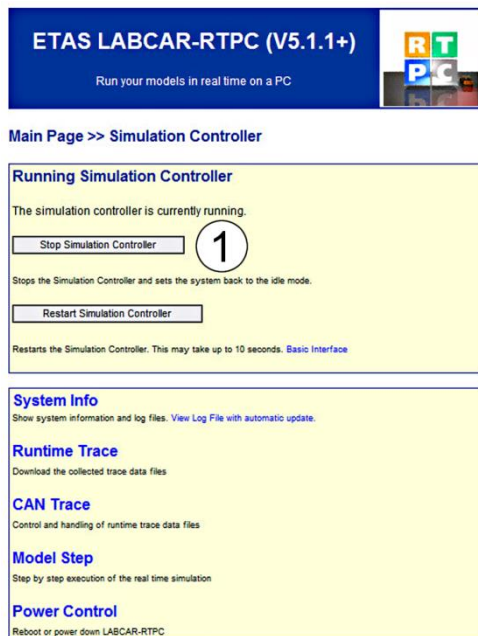 ETAS LABCAR-RTPC (V5.1.1+)
Run your models in real time on a PC
RT
PC
Main Page >> Simulation Controller
Running Simulation Controller
The simulation controller is currently running.
Stop Simulation Controller
1
Stops the Simulation Controller and sets the system back to the idle mode.
Restart Simulation Controller
Restarts the Simulation Controller. This may take up to 10 seconds. Basic Interface
System Info
Show system information and log files. View Log File with automatic update.
Runtime Trace
Download the collected trace data files
CAN Trace
Control and handling of runtime trace data files
Model Step
Step by step execution of the real time simulation
Power Control
Reboot or power down LABCAR-RTPC